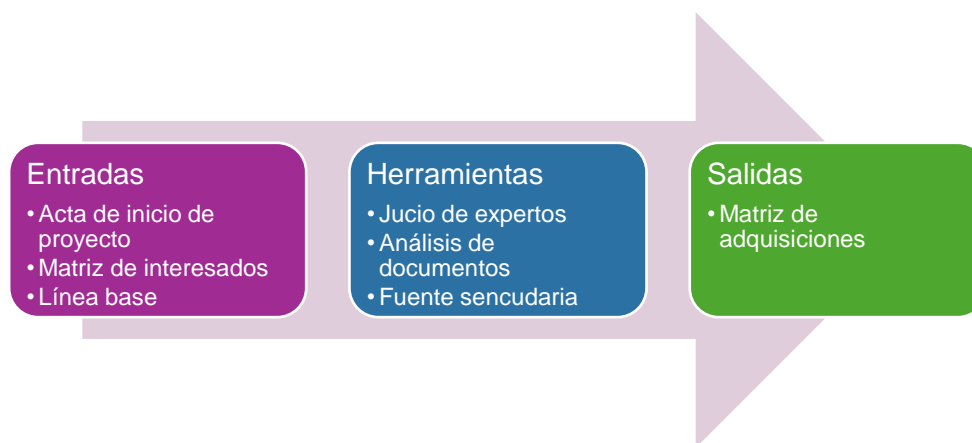 Entradas
• Acta de inicio de
proyecto
• Matriz de interesados
• Línea base
Herramientas
• Jucio de expertos
• Análisis de
documentos
• Fuente sencudaria
Salidas
• Matriz de
adquisiciones